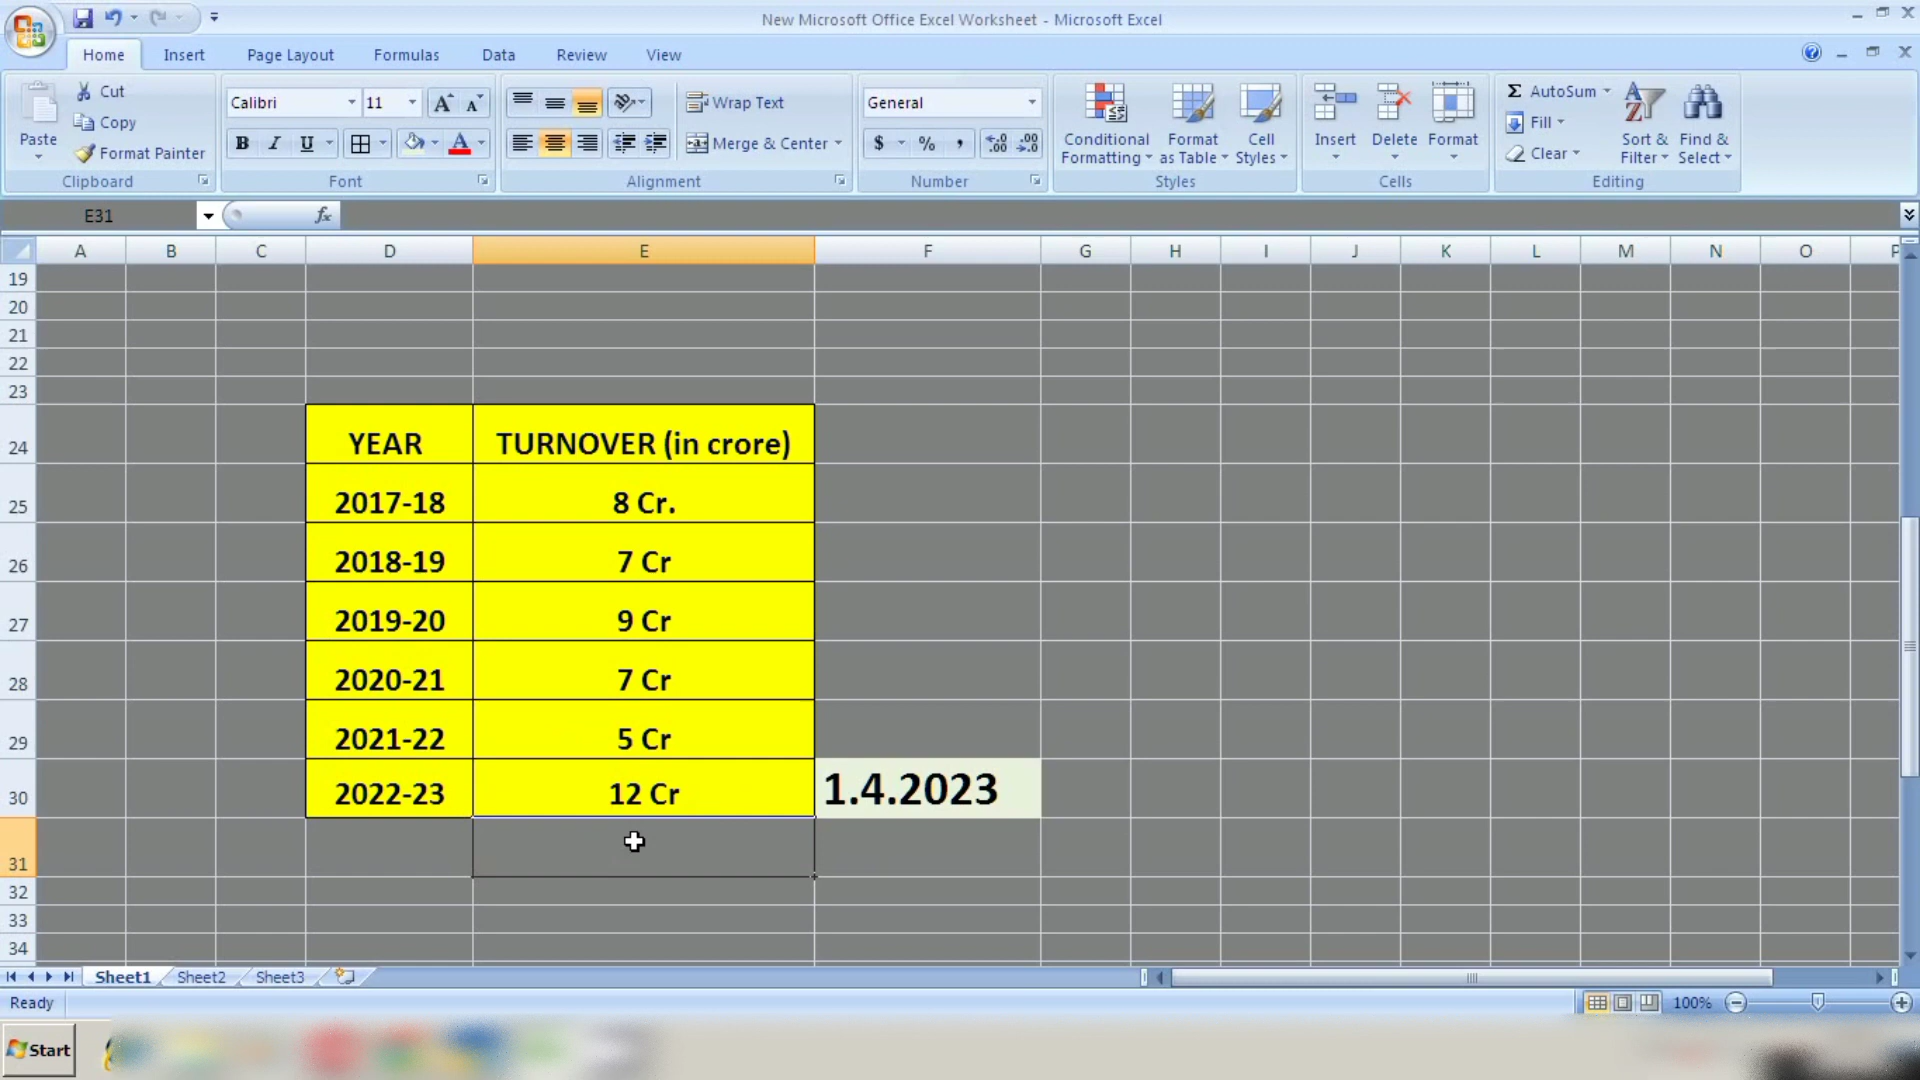 New Microsoft Office Excel Worksheet - Microsoft Excel
Home Insert Page Layout Formulas Data Review View
Paste
Cut
Copy
Format Painter
Clipboard
Calibri 11
B I U
Font
Wrap Text
Merge & Center
Alignment
General
$ % ,
Number
Conditional Formatting
Format as Table
Cell Styles
Styles
Insert Delete Format
Cells
AutoSum
Fill
Clear
Sort & Filter
Find & Select
Editing
E31 fx
A B C D E F G H I J K L M N O P
19
20
21
22
23
24 YEAR TURNOVER (in crore)
25 2017-18 8 Cr.
26 2018-19 7 Cr
27 2019-20 9 Cr
28 2020-21 7 Cr
29 2021-22 5 Cr
30 2022-23 12 Cr 1.4.2023
31
32
33
34
Sheet1 Sheet2 Sheet3
Ready 100%
Start